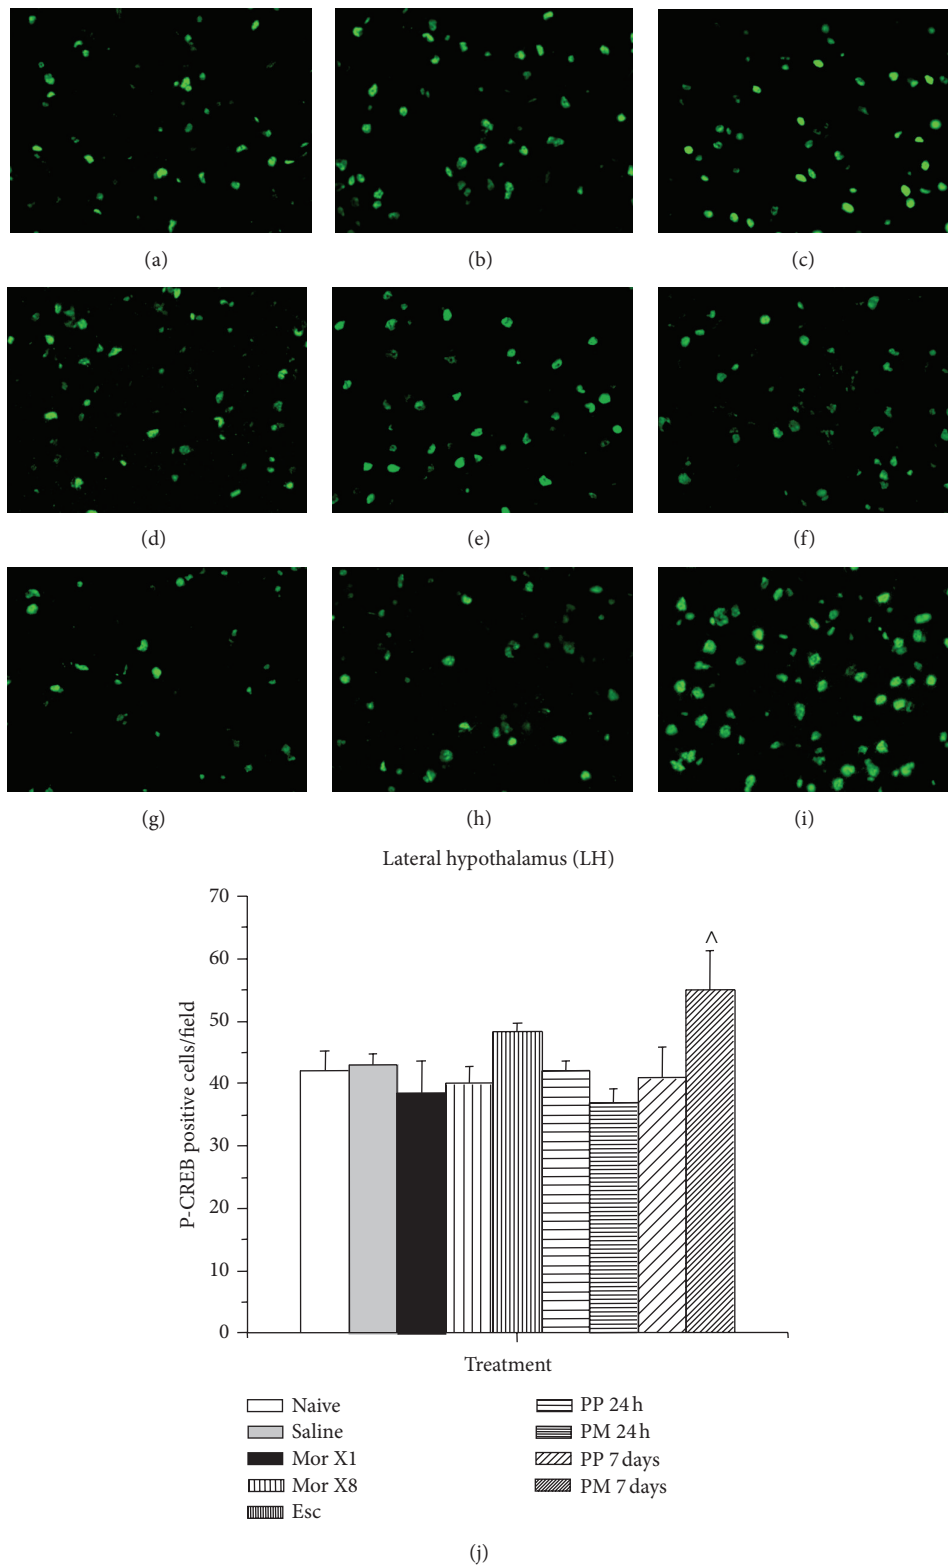 (a) (b) (c)
(d) (e) (f)
(g) (h) (i)
Lateral hypothalamus (LH)
70
60
50
40
30
20
10
0
P-CREB positive cells/field
^
Treatment
Naive
Saline
Mor X1
Mor X8
Esc
PP 24 h
PM 24 h
PP 7 days
PM 7 days
(j)